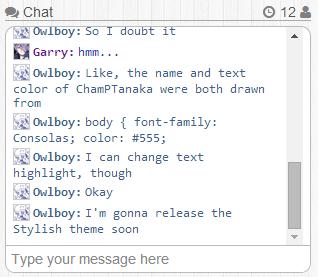 Chat 12
Owlboy: So I doubt it
Garry: hmm...
Owlboy: Like, the name and text
color of ChamPTanaka were both drawn
from
Owlboy: body { font-family:
Consolas; color: #555;
Owlboy: I can change text
highlight, though
Owlboy: Okay
Owlboy: I'm gonna release the
Stylish theme soon
Type your message here